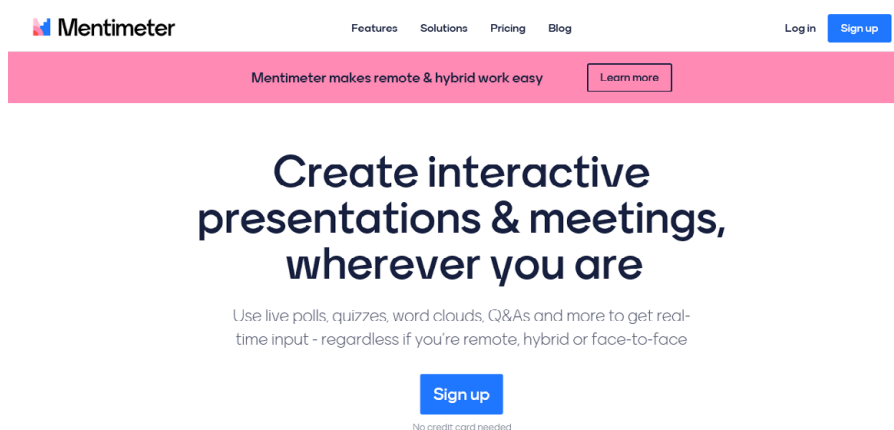 Mentimeter
Features Solutions Pricing Blog
Log in Sign up
Mentimeter makes remote & hybrid work easy Learn more
Create interactive
presentations & meetings,
wherever you are
Use live polls, quizzes, word clouds, Q&As and more to get real-
time input - regardless if you're remote, hybrid or face-to-face
Sign up
No credit card needed